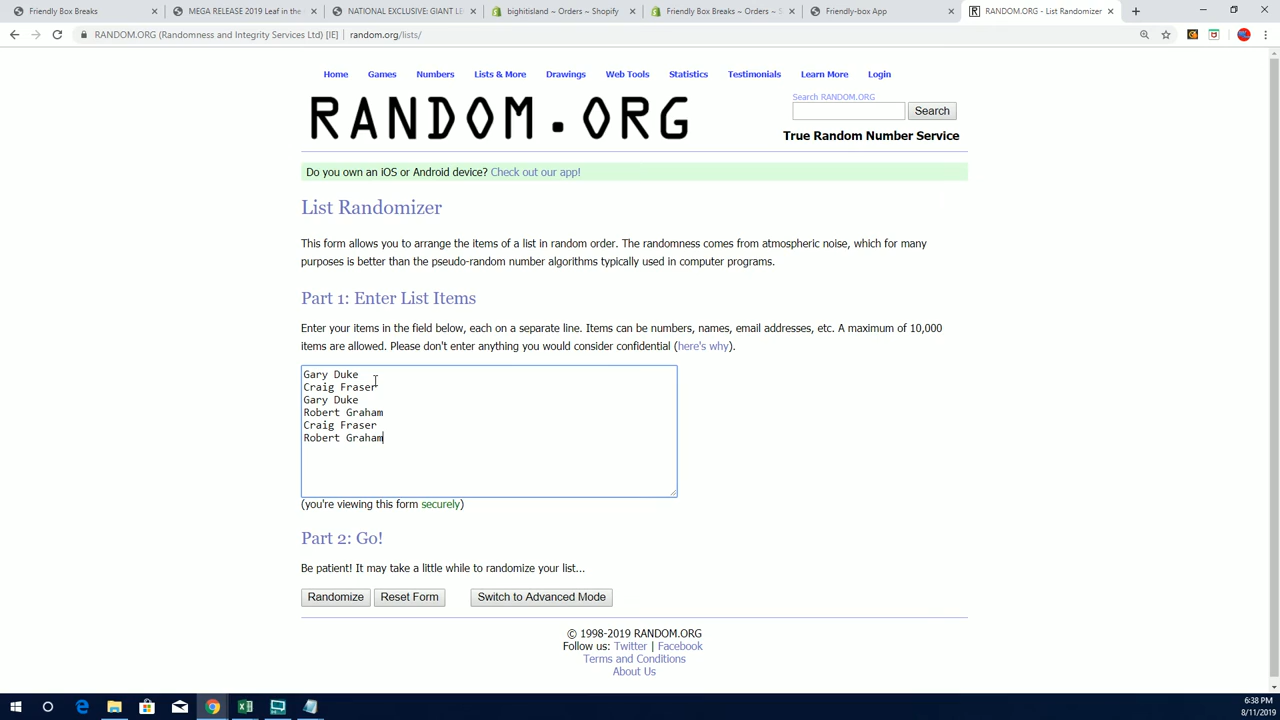 Friendly Box Breaks
MEGA RELEASE 2019 Leaf in the
NATIONAL EXCLUSIVE: GIANT LE
bighitisland ~ Orders ~ Shopify
Friendly Box Breaks ~ Orders ~ S
Friendly-box App
RANDOM.ORG - List Randomizer
RANDOM.ORG (Randomness and Integrity Services Ltd) [IE] | random.org/lists/
Home Games Numbers Lists & More Drawings Web Tools Statistics Testimonials Learn More Login
RANDOM.ORG
Search RANDOM.ORG
Search
True Random Number Service
Do you own an iOS or Android device? Check out our app!
List Randomizer
This form allows you to arrange the items of a list in random order. The randomness comes from atmospheric noise, which for many
purposes is better than the pseudo-random number algorithms typically used in computer programs.
Part 1: Enter List Items
Enter your items in the field below, each on a separate line. Items can be numbers, names, email addresses, etc. A maximum of 10,000
items are allowed. Please don't enter anything you would consider confidential (here's why).
Gary Duke
Craig Fraser
Gary Duke
Robert Graham
Craig Fraser
Robert Graham
(you're viewing this form securely)
Part 2: Go!
Be patient! It may take a little while to randomize your list...
Randomize Reset Form Switch to Advanced Mode
© 1998-2019 RANDOM.ORG
Follow us: Twitter | Facebook
Terms and Conditions
About Us
6:38 PM
8/11/2019